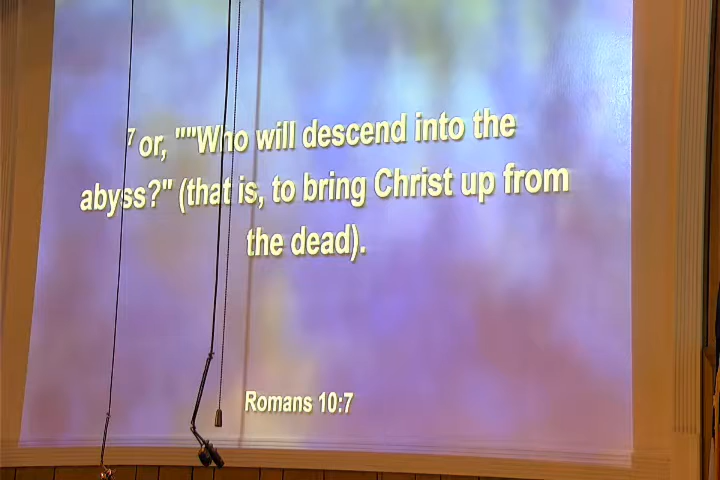 7 or, ""Who will descend into the
abyss?" (that is, to bring Christ up from
the dead).
Romans 10:7